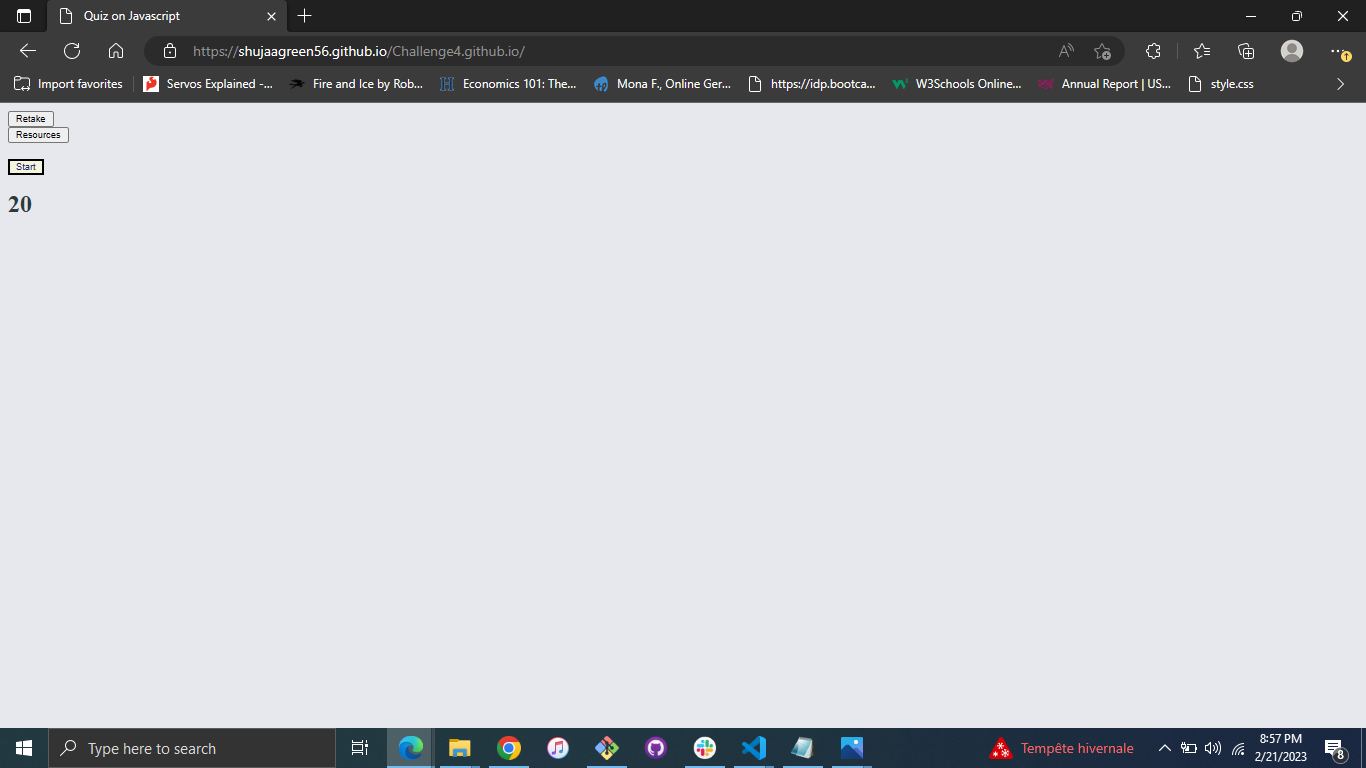 Quiz on Javascript
https://shujaagreen56.github.io/Challenge4.github.io/
Import favorites Servos Explained -... Fire and Ice by Rob... Economics 101: The... Mona F., Online Ger... https://idp.bootca... W3Schools Online... Annual Report | US... style.css
Retake
Resources
Start
20
Type here to search
Tempête hivernale
8:57 PM
2/21/2023
8